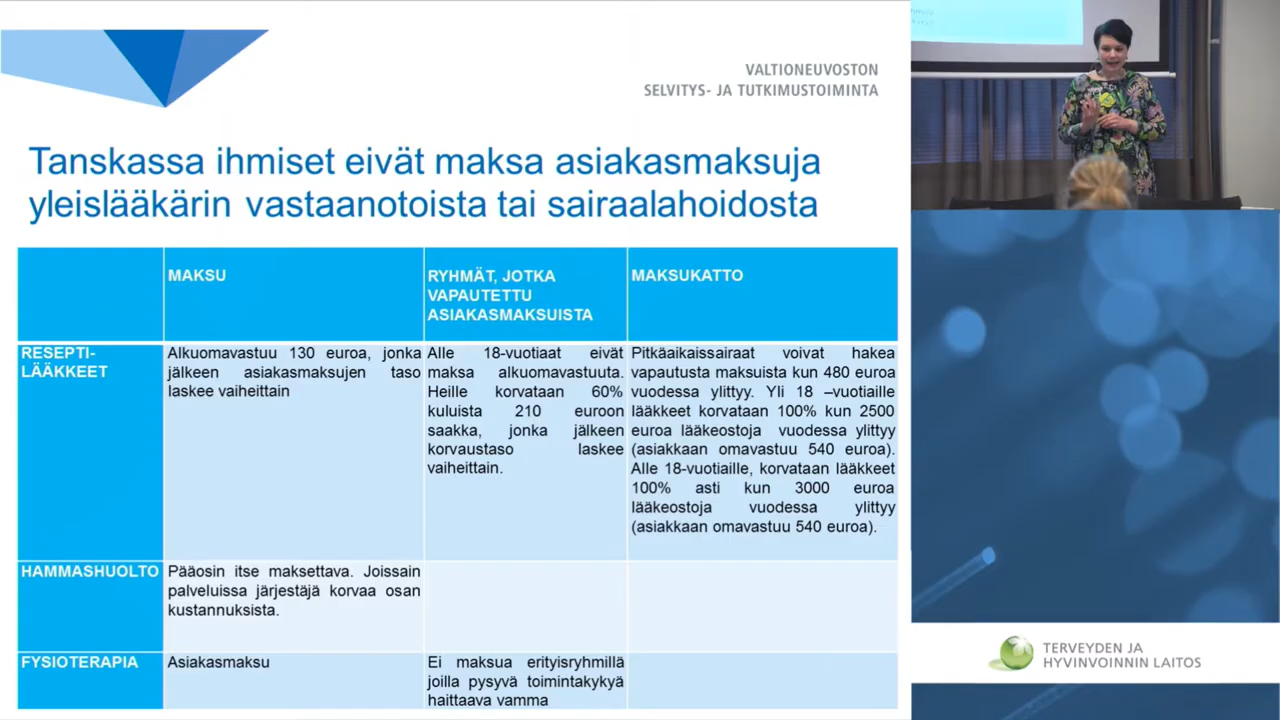 VALTIONEUVOSTON
SELVITYS- JA TUTKIMUSTOIMINTA
Tanskassa ihmiset eivät maksa asiakasmaksuja
yleislääkärin vastaanotoista tai sairaalahoidosta
MAKSU
RYHMÄT, JOTKA
VAPAUTETTU
ASIAKASMAKSUISTA
MAKSUKATTO
RESEPTI-
LÄÄKKEET
Alkuomavastuu 130 euroa, jonka
jälkeen asiakasmaksujen taso
laskee vaiheittain
Alle 18-vuotiaat eivät
maksa alkuomavastuuta.
Heille korvataan 60%
kuluista 210 euroon
saakka, jonka jälkeen
korvaustaso laskee
vaiheittain.
Pitkäaikaissairaat voivat hakea
vapautusta maksuista kun 480 euroa
vuodessa ylittyy. Yli 18 –vuotiaille
lääkkeet korvataan 100% kun 2500
euroa lääkeostoja vuodessa ylittyy
(asiakkaan omavastuu 540 euroa).
Alle 18-vuotiaille, korvataan lääkkeet
100% asti kun 3000 euroa
lääkeostoja vuodessa ylittyy
(asiakkaan omavastuu 540 euroa).
HAMMASHUOLTO
Pääosin itse maksettava. Joissain
palveluissa järjestäjä korvaa osan
kustannuksista.
FYSIOTERAPIA
Asiakasmaksu
Ei maksua erityisryhmillä
joilla pysyvä toimintakykyä
haittaava vamma
TERVEYDEN JA
HYVINVOINNIN LAITOS